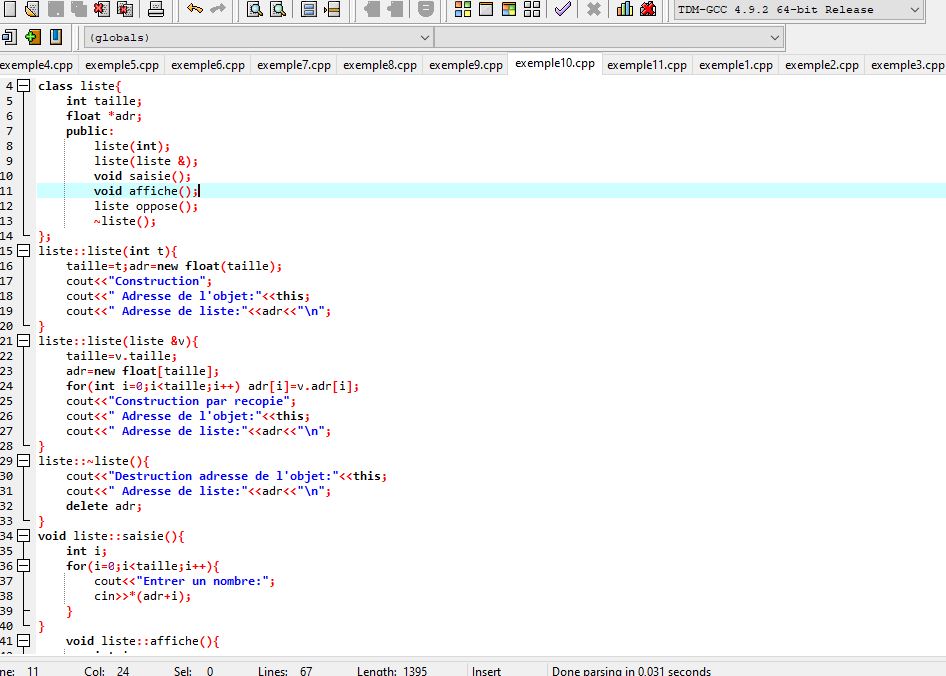 TDM-GCC 4.9.2 64-bit Release
(globals)
exemple4.cpp exemple5.cpp exemple6.cpp exemple7.cpp exemple8.cpp exemple9.cpp exemple10.cpp exemple11.cpp exemple1.cpp exemple2.cpp exemple3.cpp
4 class liste{
5 int taille;
6 float *adr;
7 public:
8 liste(int);
9 liste(liste &);
10 void saisie();
11 void affiche();
12 liste oppose();
13 ~liste();
14 };
15 liste::liste(int t){
16 taille=t;adr=new float(taille);
17 cout<<"Construction";
18 cout<<" Adresse de l'objet:"<<this;
19 cout<<" Adresse de liste:"<<adr<<"\n";
20 }
21 liste::liste(liste &v){
22 taille=v.taille;
23 adr=new float[taille];
24 for(int i=0;i<taille;i++) adr[i]=v.adr[i];
25 cout<<"Construction par recopie";
26 cout<<" Adresse de l'objet:"<<this;
27 cout<<" Adresse de liste:"<<adr<<"\n";
28 }
29 liste::~liste(){
30 cout<<"Destruction adresse de l'objet:"<<this;
31 cout<<" Adresse de liste:"<<adr<<"\n";
32 delete adr;
33 }
34 void liste::saisie(){
35 int i;
36 for(i=0;i<taille;i++){
37 cout<<"Entrer un nombre:";
38 cin>>*(adr+i);
39 }
40 }
41 void liste::affiche(){
ne: 11 Col: 24 Sel: 0 Lines: 67 Length: 1395 Insert Done parsing in 0.031 seconds